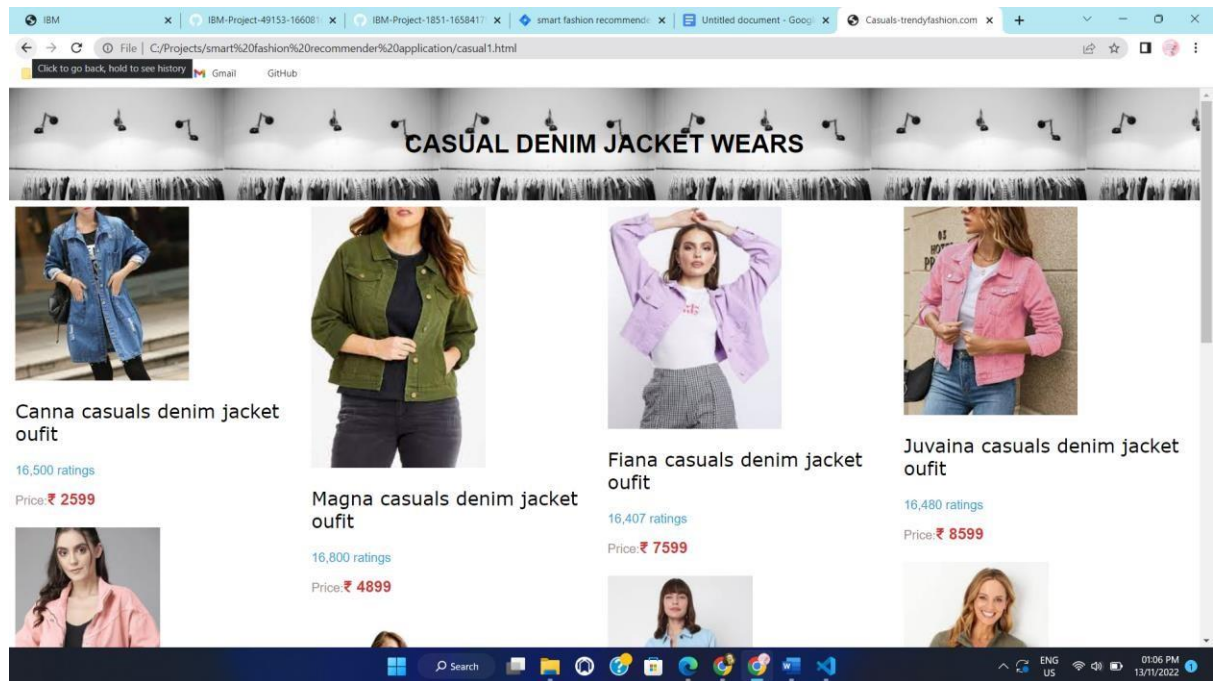 IBM
IBM-Project-49153-16608
IBM-Project-1851-1658417
smart fashion recommende
Untitled document - Googl
Casuals-trendyfashion.com
File | C:/Projects/smart%20fashion%20recommender%20application/casual1.html
Click to go back, hold to see history
Gmail
GitHub
CASUAL DENIM JACKET WEARS
Canna casuals denim jacket
oufit
16,500 ratings
Price:₹ 2599
Magna casuals denim jacket
oufit
16,800 ratings
Price:₹ 4899
Fiana casuals denim jacket
oufit
16,407 ratings
Price:₹ 7599
Juvaina casuals denim jacket
oufit
16,480 ratings
Price:₹ 8599
Search
ENG
US
01:06 PM
13/11/2022
1